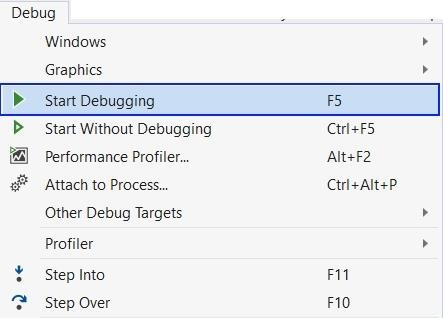 Debug
Windows
Graphics
Start Debugging F5
Start Without Debugging Ctrl+F5
Performance Profiler... Alt+F2
Attach to Process... Ctrl+Alt+P
Other Debug Targets
Profiler
Step Into F11
Step Over F10